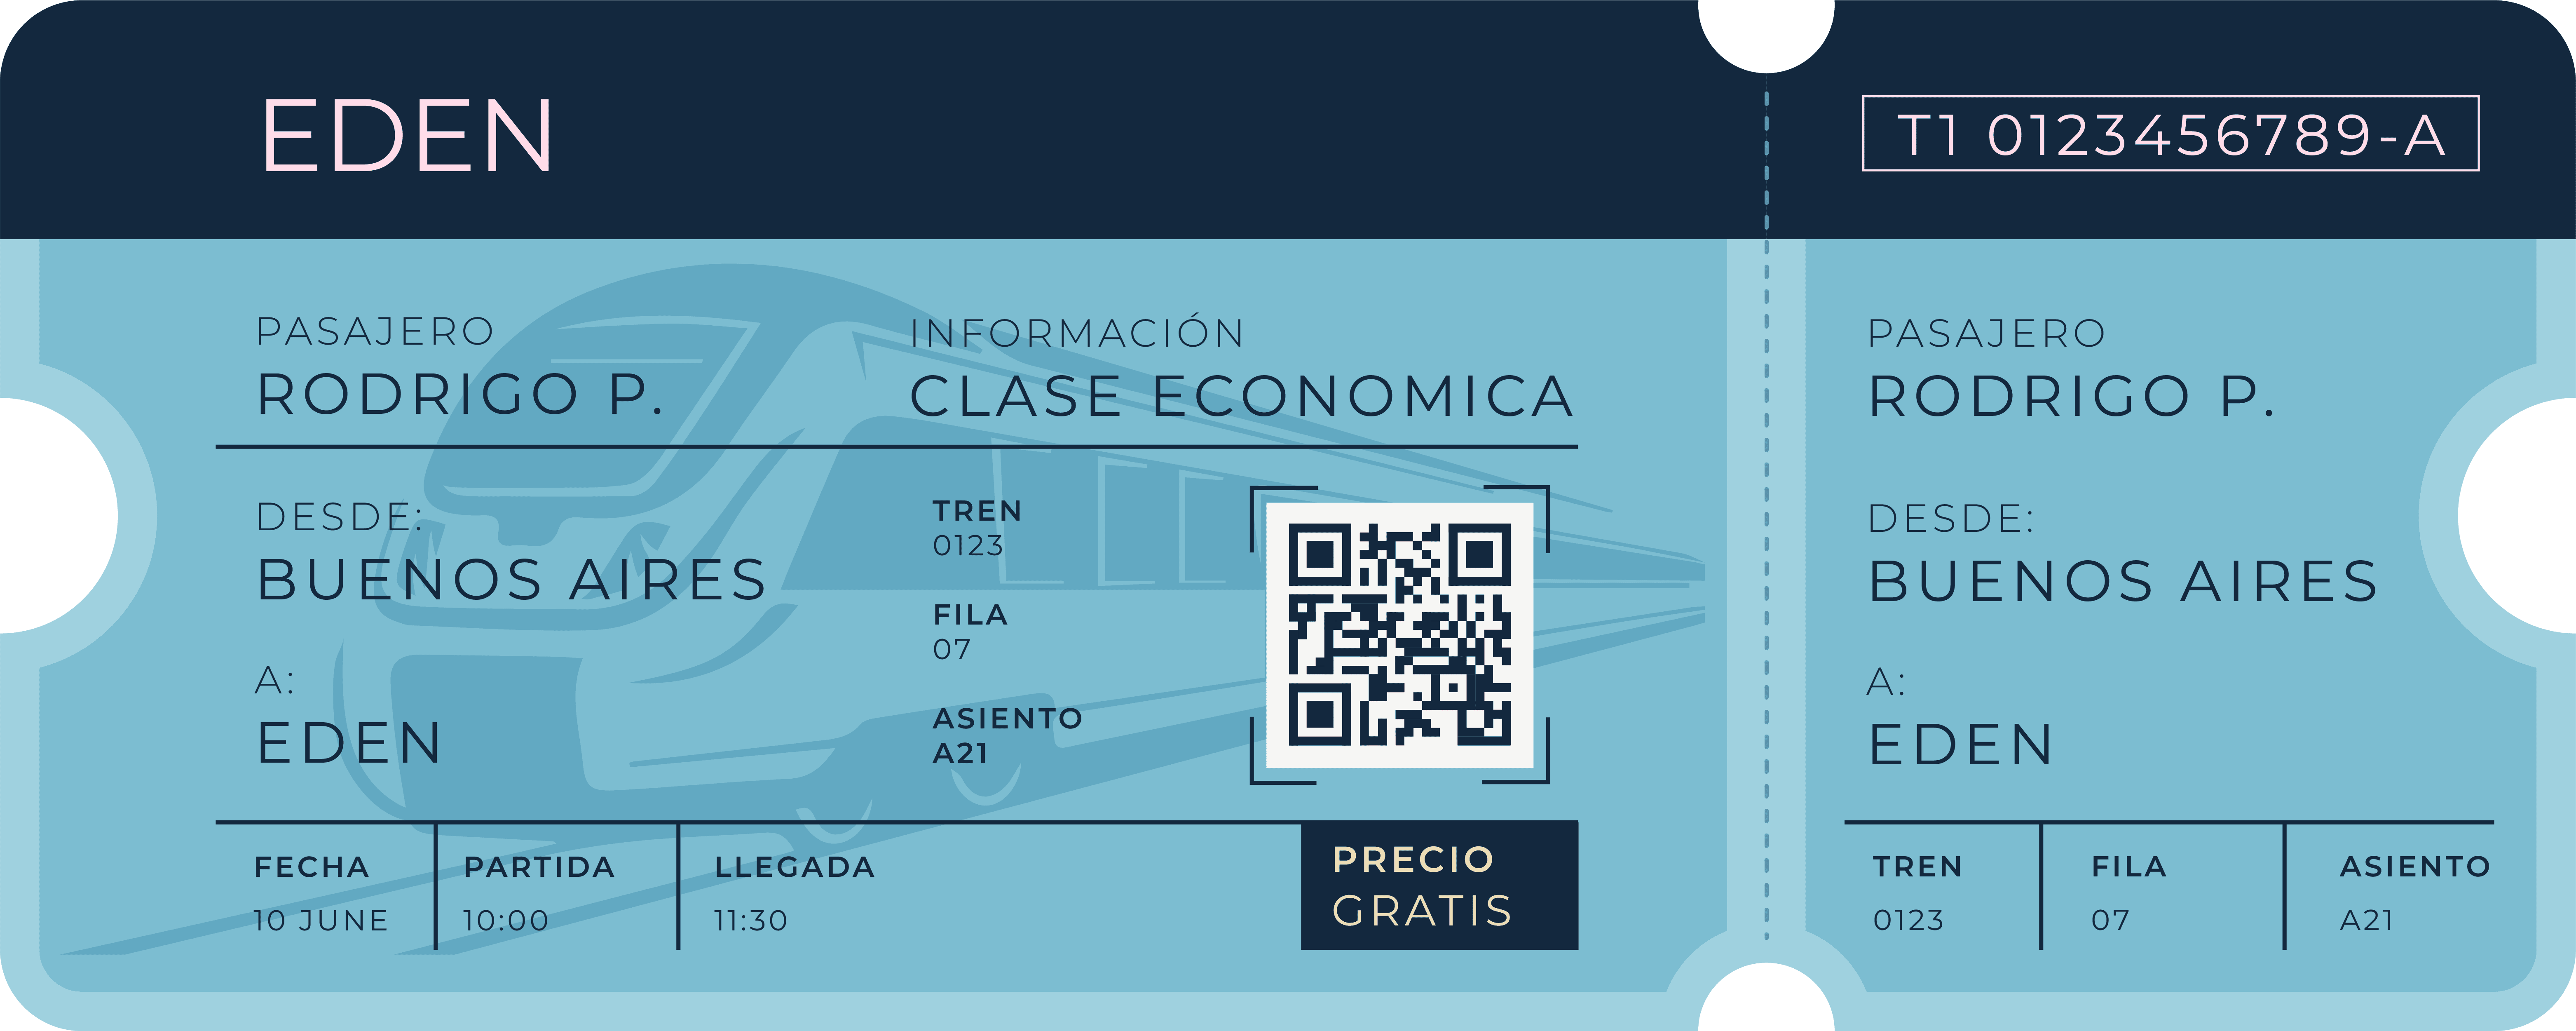 EDEN
T1 0123456789-A
PASAJERO
RODRIGO P.
INFORMACIÓN
CLASE ECONOMICA
DESDE:
BUENOS AIRES
A:
EDEN
TREN
0123
FILA
07
ASIENTO
A21
FECHA
10 JUNE
PARTIDA
10:00
LLEGADA
11:30
PRECIO
GRATIS
PASAJERO
RODRIGO P.
DESDE:
BUENOS AIRES
A:
EDEN
TREN
0123
FILA
07
ASIENTO
A21